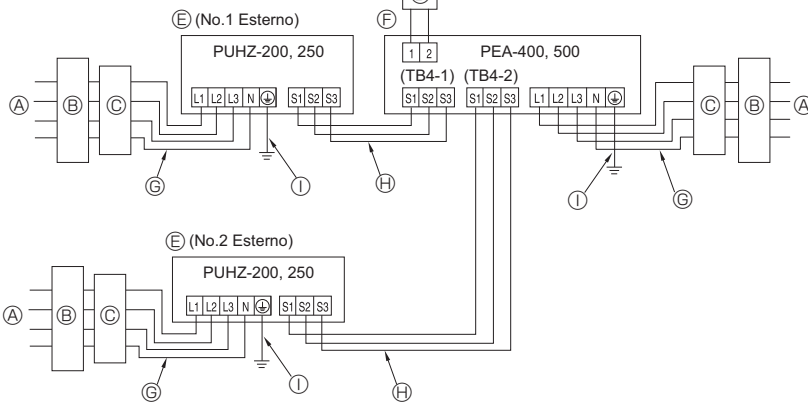 Ⓔ (No.1 Esterno)
PUHZ-200, 250
L1 L2 L3 N ⏚ S1 S2 S3
Ⓕ
1 2
PEA-400, 500
(TB4-1) (TB4-2)
S1 S2 S3 S1 S2 S3 L1 L2 L3 N ⏚
Ⓐ Ⓑ Ⓒ
Ⓒ Ⓑ Ⓐ
Ⓖ Ⓘ Ⓗ Ⓘ Ⓖ
Ⓔ (No.2 Esterno)
PUHZ-200, 250
L1 L2 L3 N ⏚ S1 S2 S3
Ⓐ Ⓑ Ⓒ
Ⓖ Ⓘ Ⓗ